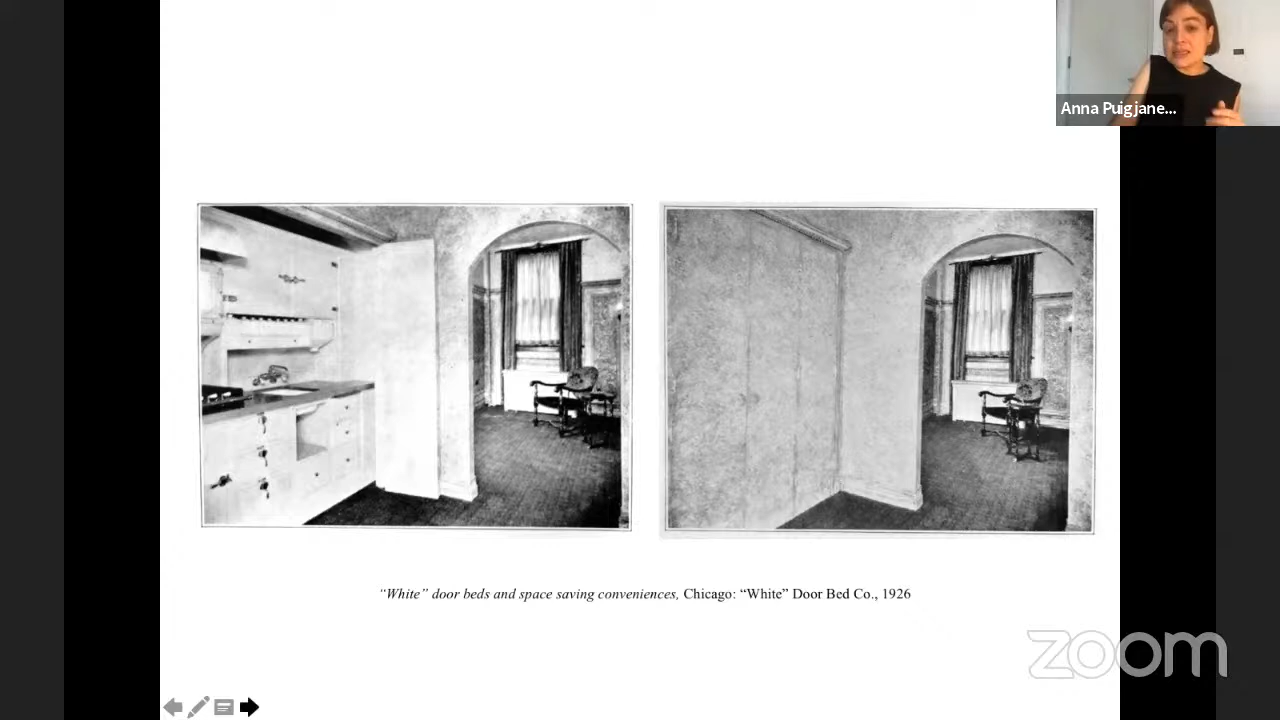 Anna Puigjane...
“White” door beds and space saving conveniences, Chicago: “White” Door Bed Co., 1926
zoom